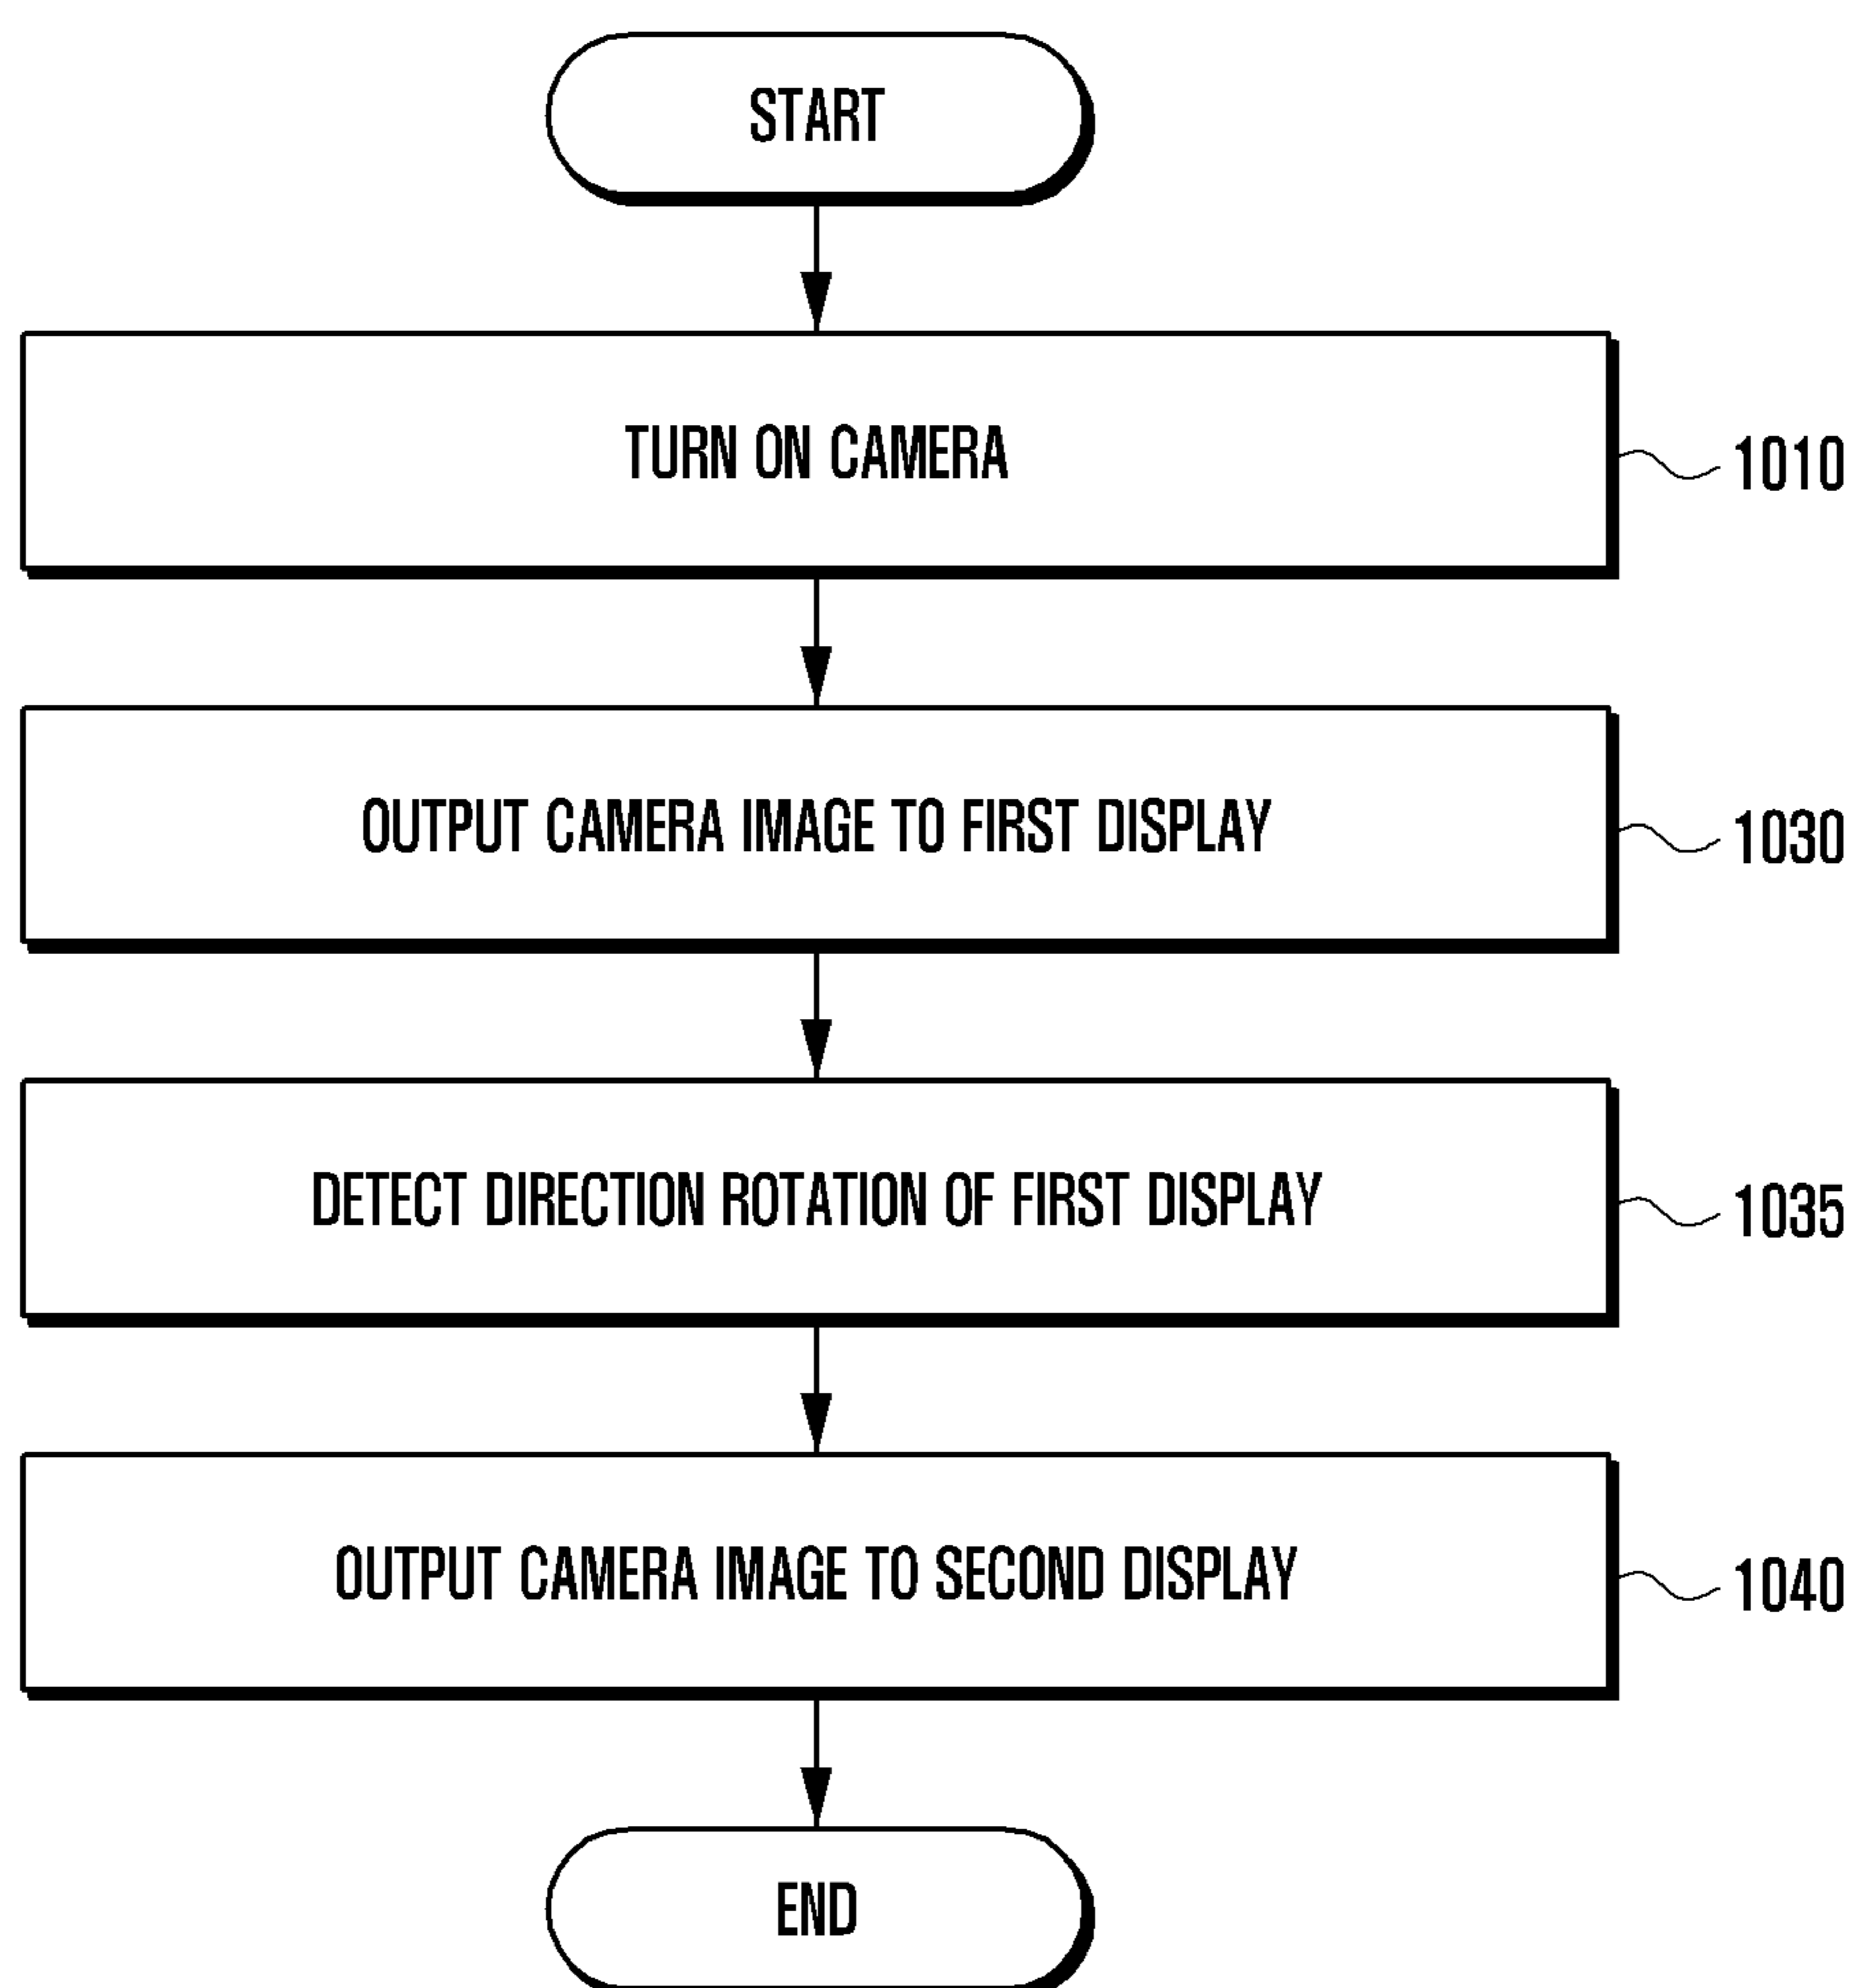 START
TURN ON CAMERA
1010
OUTPUT CAMERA IMAGE TO FIRST DISPLAY
1030
DETECT DIRECTION ROTATION OF FIRST DISPLAY
1035
OUTPUT CAMERA IMAGE TO SECOND DISPLAY
1040
END